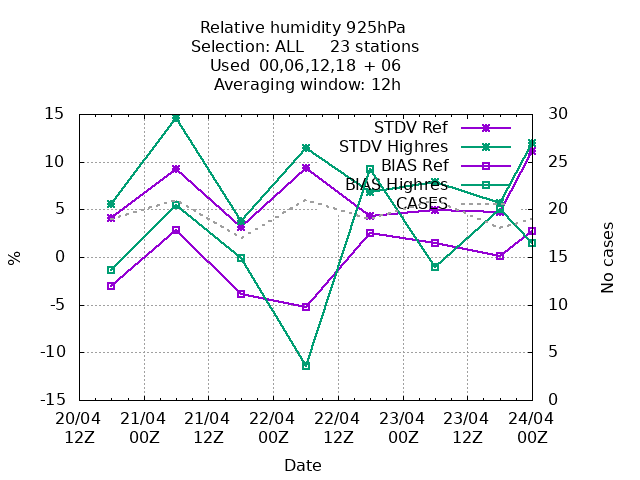 Relative humidity 925hPa
Selection: ALL 23 stations
Used 00,06,12,18 + 06
Averaging window: 12h
STDV Ref
STDV Highres
BIAS Ref
BIAS Highres
CASES
15
10
5
0
-5
-10
-15
30
25
20
15
10
5
0
%
No cases
20/04 21/04 21/04 22/04 22/04 23/04 23/04 24/04
12Z 00Z 12Z 00Z 12Z 00Z 12Z 00Z
Date